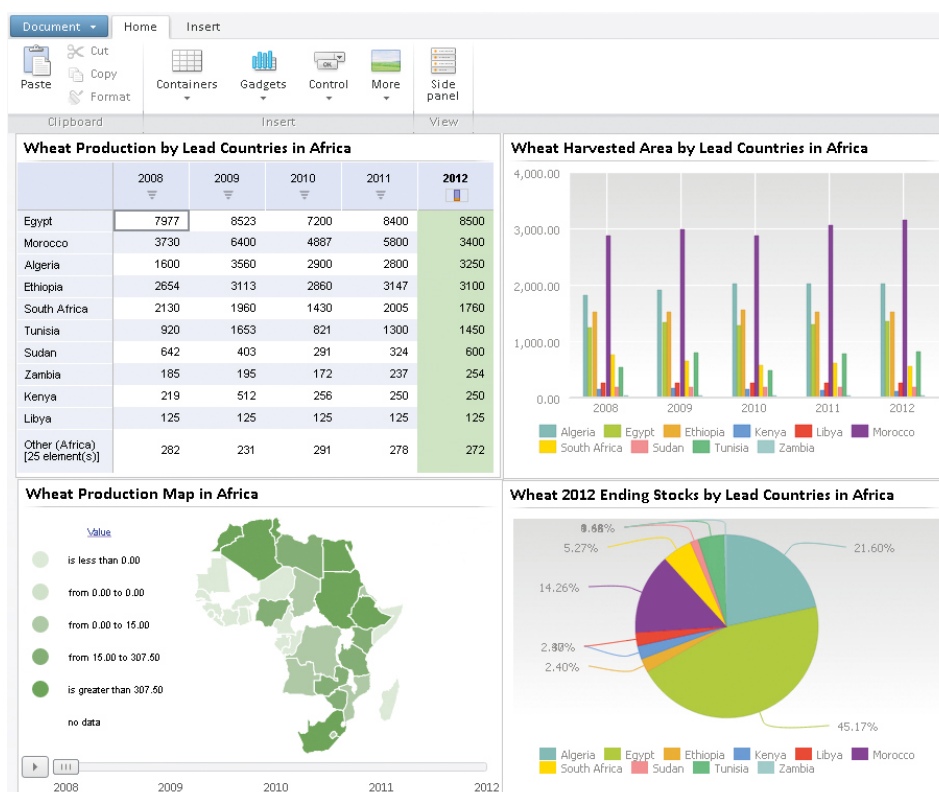 Document Home Insert
Paste Cut
Copy
Format
Containers Gadgets Control More Side panel
Clipboard Insert View
Wheat Production by Lead Countries in Africa
2008 2009 2010 2011 2012
Egypt 7977 8523 7200 8400 8500
Morocco 3730 6400 4887 5800 3400
Algeria 1600 3560 2900 2800 3250
Ethiopia 2654 3113 2860 3147 3100
South Africa 2130 1960 1430 2005 1760
Tunisia 920 1653 821 1300 1450
Sudan 642 403 291 324 600
Zambia 185 195 172 237 254
Kenya 219 512 256 250 250
Libya 125 125 125 125 125
Other (Africa)
[25 element(s)] 282 231 291 278 272
Wheat Harvested Area by Lead Countries in Africa
4,000.00
3,000.00
2,000.00
1,000.00
0.00
2008 2009 2010 2011 2012
Algeria Egypt Ethiopia Kenya Libya Morocco
South Africa Sudan Tunisia Zambia
Wheat Production Map in Africa
Value
is less than 0.00
from 0.00 to 0.00
from 0.00 to 15.00
from 15.00 to 307.50
is greater than 307.50
no data
2008 2009 2010 2011 2012
Wheat 2012 Ending Stocks by Lead Countries in Africa
5.27%
21.60%
14.26%
2.40%
45.17%
Algeria Egypt Ethiopia Kenya Libya Morocco
South Africa Sudan Tunisia Zambia